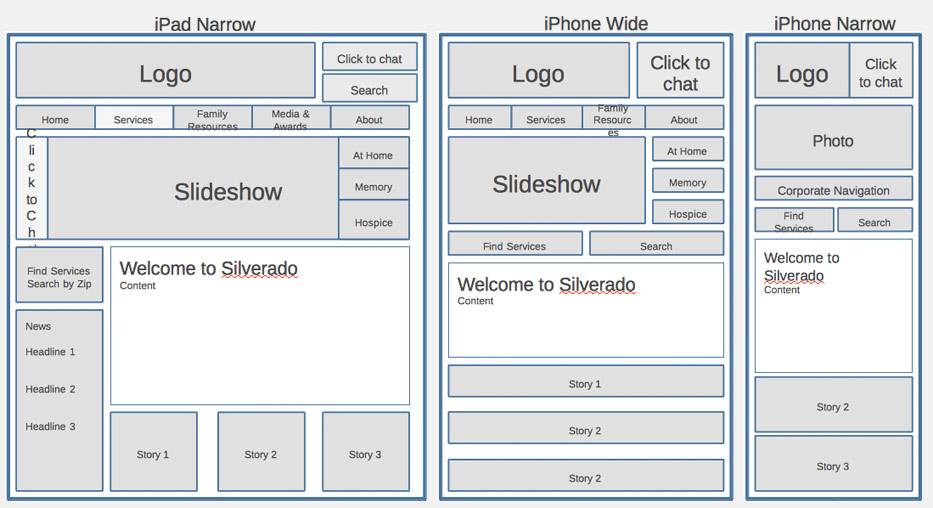 iPad Narrow
Logo
Click to chat
Search
Home
Services
Family
Resources
Media &
Awards
About
C
li
c
k
to
C
h
Slideshow
At Home
Memory
Hospice
Find Services
Search by Zip
News
Headline 1
Headline 2
Headline 3
Welcome to Silverado
Content
Story 1
Story 2
Story 3
iPhone Wide
Logo
Click to
chat
Home
Services
Family
Resourc
es
About
Slideshow
At Home
Memory
Hospice
Find Services
Search
Welcome to Silverado
Content
Story 1
Story 2
Story 2
iPhone Narrow
Logo
Click
to chat
Photo
Corporate Navigation
Find
Services
Search
Welcome to
Silverado
Content
Story 2
Story 3